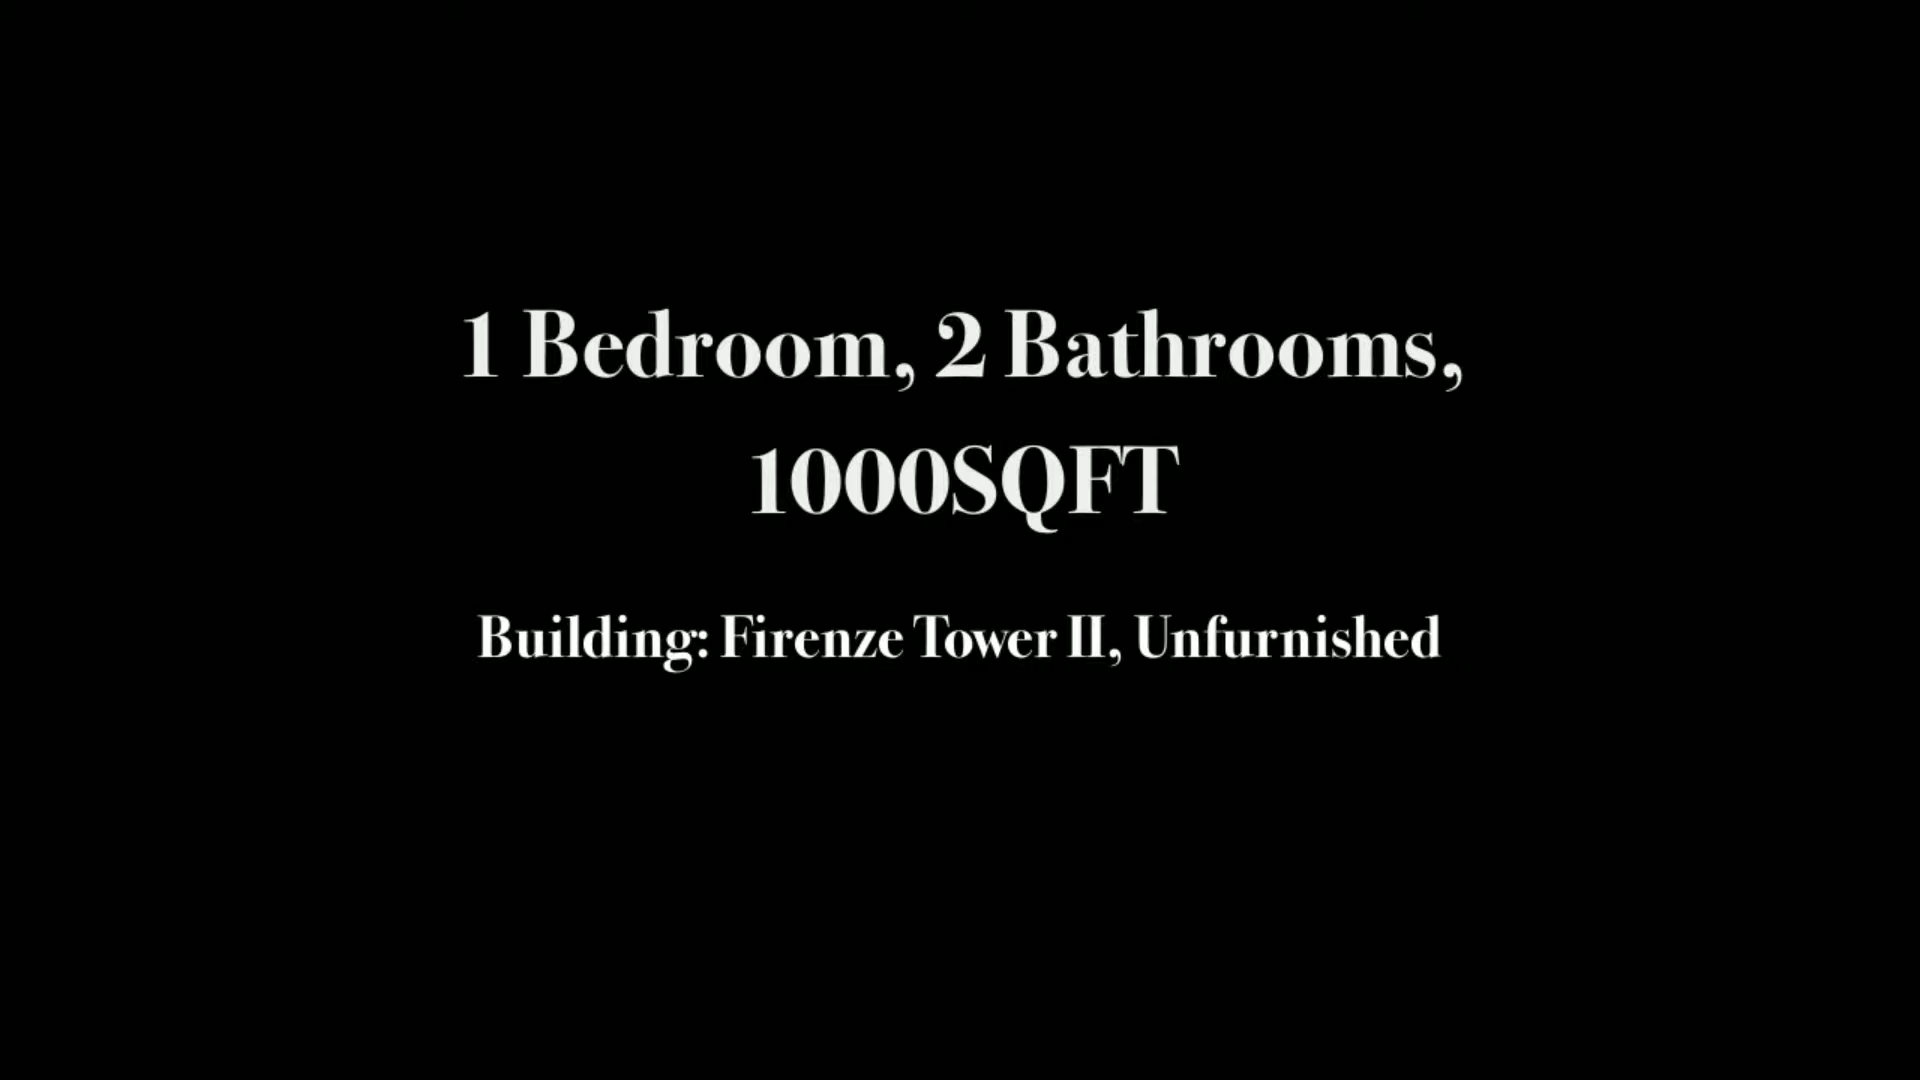 1 Bedroom, 2 Bathrooms,
1000SQFT
Building: Firenze Tower II, Unfurnished